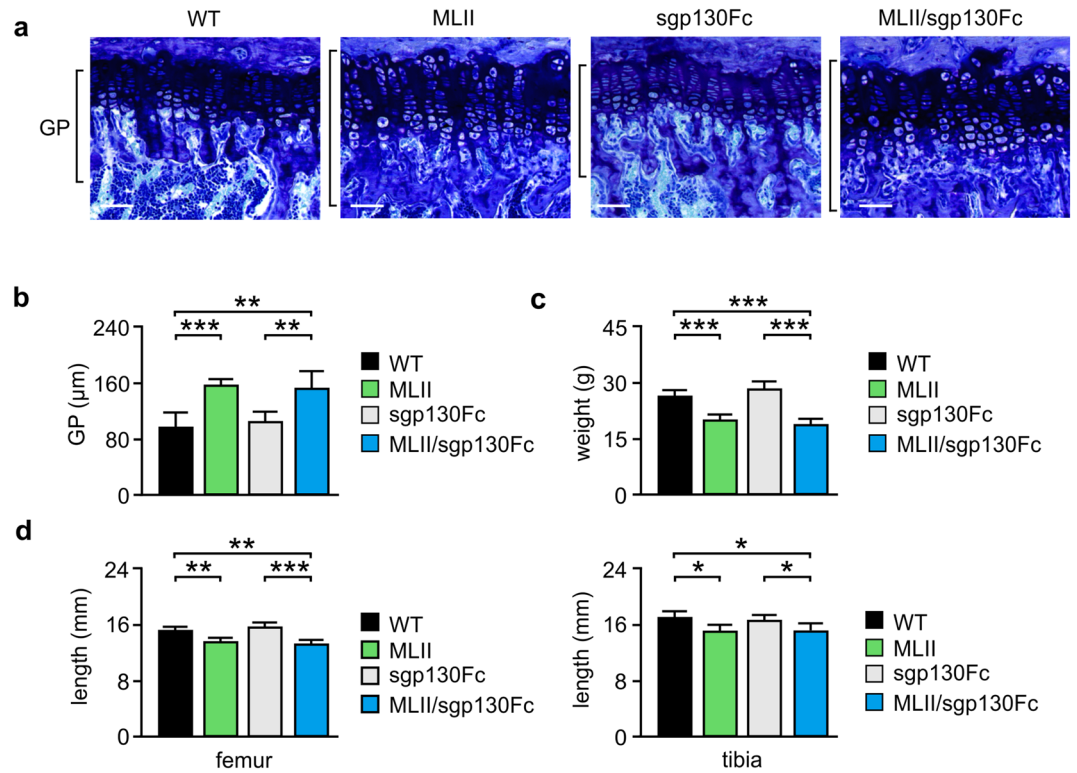 a
WT MLII sgp130Fc MLII/sgp130Fc
GP
b
**
*** **
GP (µm)
240
160
80
0
WT
MLII
sgp130Fc
MLII/sgp130Fc
c
***
*** ***
weight (g)
45
30
15
0
WT
MLII
sgp130Fc
MLII/sgp130Fc
d
**
** ***
length (mm)
24
16
8
0
femur
WT
MLII
sgp130Fc
MLII/sgp130Fc
*
* *
length (mm)
24
16
8
0
tibia
WT
MLII
sgp130Fc
MLII/sgp130Fc